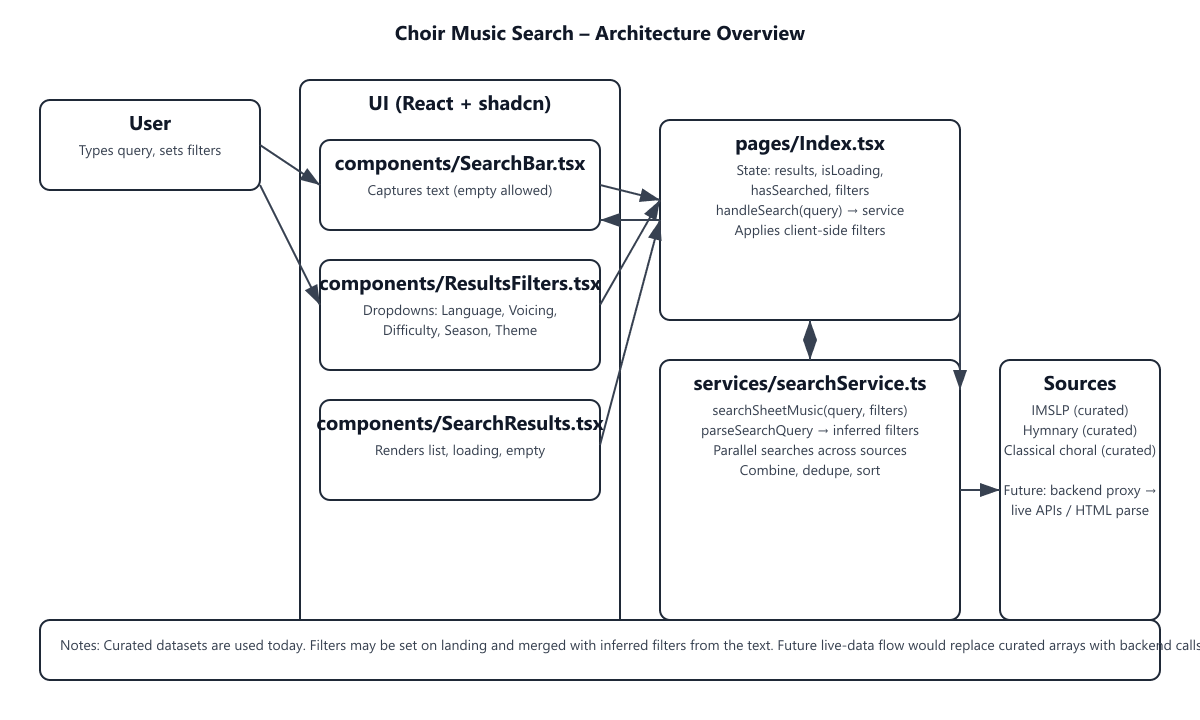 Choir Music Search – Architecture Overview
User
Types query, sets filters
UI (React + shadcn)
components/SearchBar.tsx
Captures text (empty allowed)
components/ResultsFilters.tsx
Dropdowns: Language, Voicing,
Difficulty, Season, Theme
components/SearchResults.tsx
Renders list, loading, empty
pages/Index.tsx
State: results, isLoading,
hasSearched, filters
handleSearch(query) → service
Applies client-side filters
services/searchService.ts
searchSheetMusic(query, filters)
parseSearchQuery → inferred filters
Parallel searches across sources
Combine, dedupe, sort
Sources
IMSLP (curated)
Hymnary (curated)
Classical choral (curated)
Future: backend proxy →
live APIs / HTML parse
Notes: Curated datasets are used today. Filters may be set on landing and merged with inferred filters from the text. Future live-data flow would replace curated arrays with backend calls